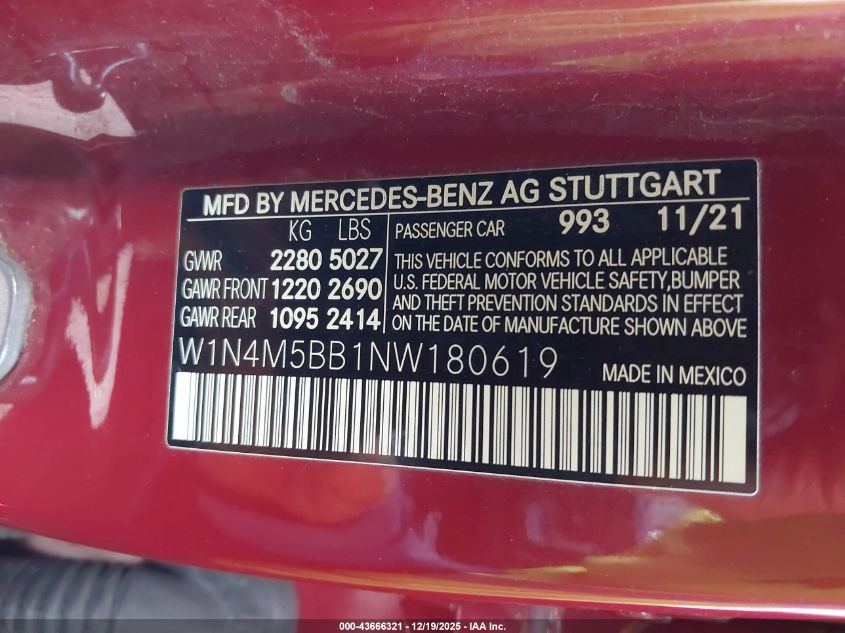 MFD BY MERCEDES-BENZ AG STUTTGART
KG LBS
GVWR 2280 5027
GAWR FRONT 1220 2690
GAWR REAR 1095 2414
PASSENGER CAR 993 11/21
THIS VEHICLE CONFORMS TO ALL APPLICABLE
U.S. FEDERAL MOTOR VEHICLE SAFETY,BUMPER
AND THEFT PREVENTION STANDARDS IN EFFECT
ON THE DATE OF MANUFACTURE SHOWN ABOVE.
W1N4M5BB1NW180619
MADE IN MEXICO
000-43666321 - 12/19/2025 - IAA Inc.